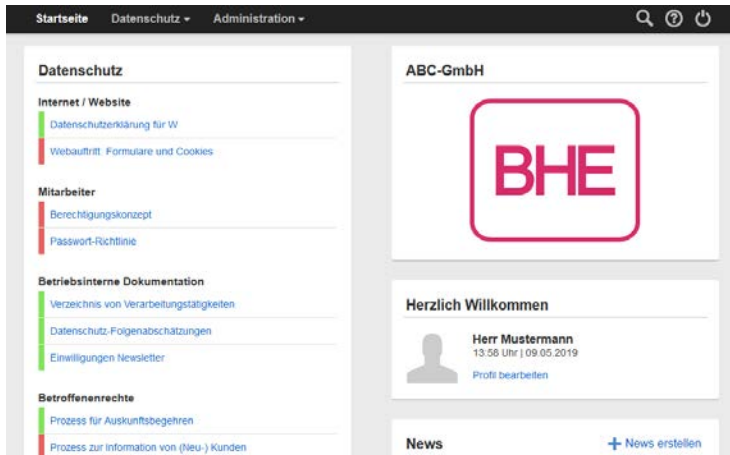 Startseite Datenschutz Administration
Datenschutz
Internet / Website
Datenschutzerklärung für W
Webauftritt Formulare und Cookies
Mitarbeiter
Berechtigungskonzept
Passwort-Richtlinie
Betriebsinterne Dokumentation
Verzeichnis von Verarbeitungstätigkeiten
Datenschutz-Folgenabschätzungen
Einwilligungen Newsletter
Betroffenenrechte
Prozess für Auskunftsbegehren
Prozess zur Information von (Neu-) Kunden
ABC-GmbH
BHE
Herzlich Willkommen
Herr Mustermann
13:58 Uhr | 09.05.2019
Profil bearbeiten
News + News erstellen